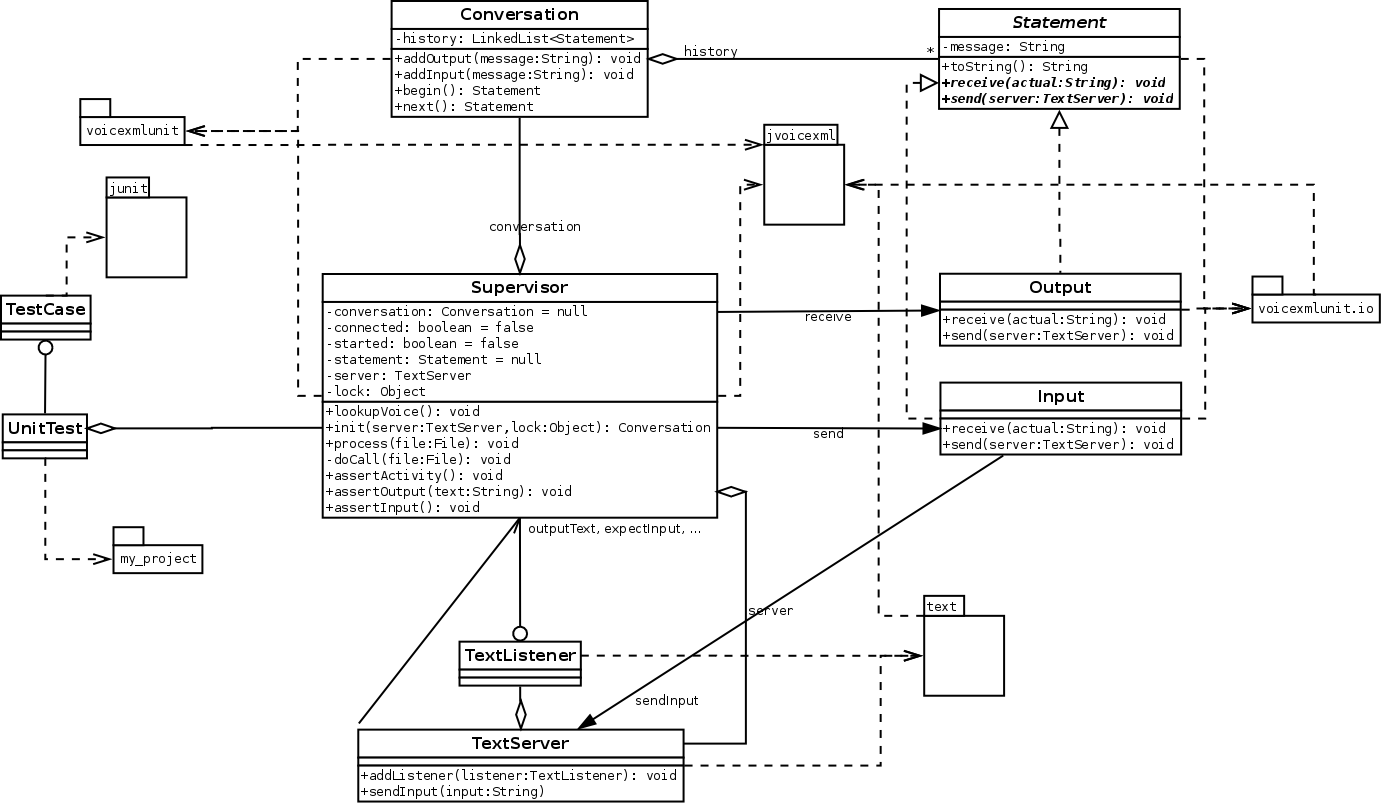 Conversation
-history: LinkedList<Statement>
+addOutput(message:String): void
+addInput(message:String): void
+begin(): Statement
+next(): Statement
history
*
Statement
-message: String
+toString(): String
+receive(actual:String): void
+send(server:TextServer): void
voicexmlunit
jvoicexml
junit
conversation
TestCase
Supervisor
-conversation: Conversation = null
-connected: boolean = false
-started: boolean = false
-statement: Statement = null
-server: TextServer
-lock: Object
+lookupVoice(): void
+init(server:TextServer,lock:Object): Conversation
+process(file:File): void
-doCall(file:File): void
+assertActivity(): void
+assertOutput(text:String): void
+assertInput(): void
receive
Output
+receive(actual:String): void
+send(server:TextServer): void
voicexmlunit.io
UnitTest
send
Input
+receive(actual:String): void
+send(server:TextServer): void
outputText, expectInput, ...
my_project
server
text
TextListener
sendInput
TextServer
+addListener(listener:TextListener): void
+sendInput(input:String)